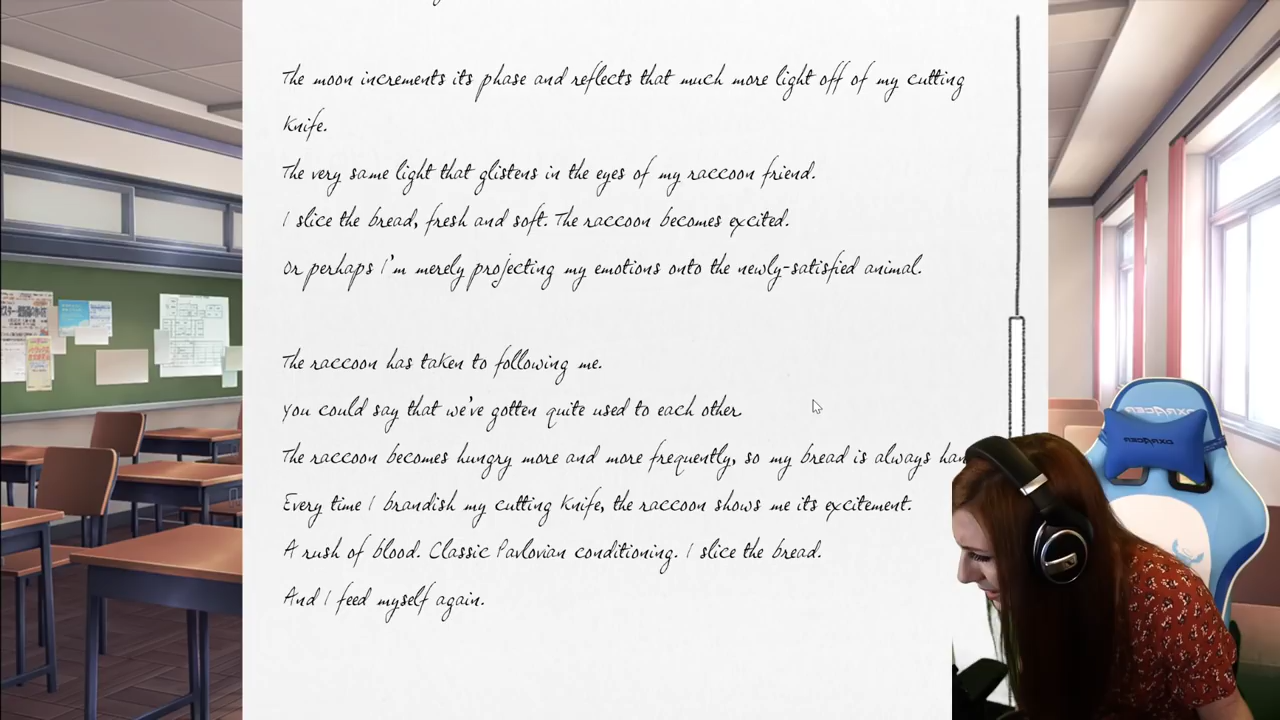 The moon increments its phase and reflects that much more light off of my cutting
knife.
The very same light that glistens in the eyes of my raccoon friend.
I slice the bread, fresh and soft. The raccoon becomes excited.
Or perhaps I'm merely projecting my emotions onto the newly-satisfied animal.
The raccoon has taken to following me.
You could say that we've gotten quite used to each other.
The raccoon becomes hungry more and more frequently, so my bread is always han
Every time I brandish my cutting knife, the raccoon shows me its excitement.
A rush of blood. Classic Pavlovian conditioning. I slice the bread.
And I feed myself again.